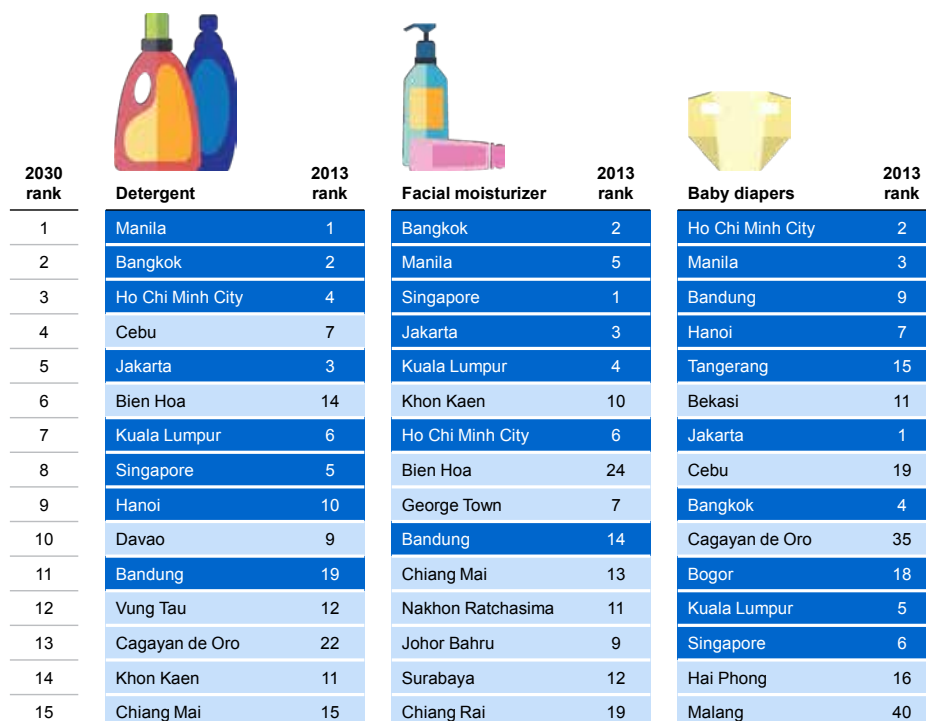 2030 rank Detergent 2013 rank Facial moisturizer 2013 rank Baby diapers 2013 rank
1 Manila 1 Bangkok 2 Ho Chi Minh City 2
2 Bangkok 2 Manila 5 Manila 3
3 Ho Chi Minh City 4 Singapore 1 Bandung 9
4 Cebu 7 Jakarta 3 Hanoi 7
5 Jakarta 3 Kuala Lumpur 4 Tangerang 15
6 Bien Hoa 14 Khon Kaen 10 Bekasi 11
7 Kuala Lumpur 6 Ho Chi Minh City 6 Jakarta 1
8 Singapore 5 Bien Hoa 24 Cebu 19
9 Hanoi 10 George Town 7 Bangkok 4
10 Davao 9 Bandung 14 Cagayan de Oro 35
11 Bandung 19 Chiang Mai 13 Bogor 18
12 Vung Tau 12 Nakhon Ratchasima 11 Kuala Lumpur 5
13 Cagayan de Oro 22 Johor Bahru 9 Singapore 6
14 Khon Kaen 11 Surabaya 12 Hai Phong 16
15 Chiang Mai 15 Chiang Rai 19 Malang 40